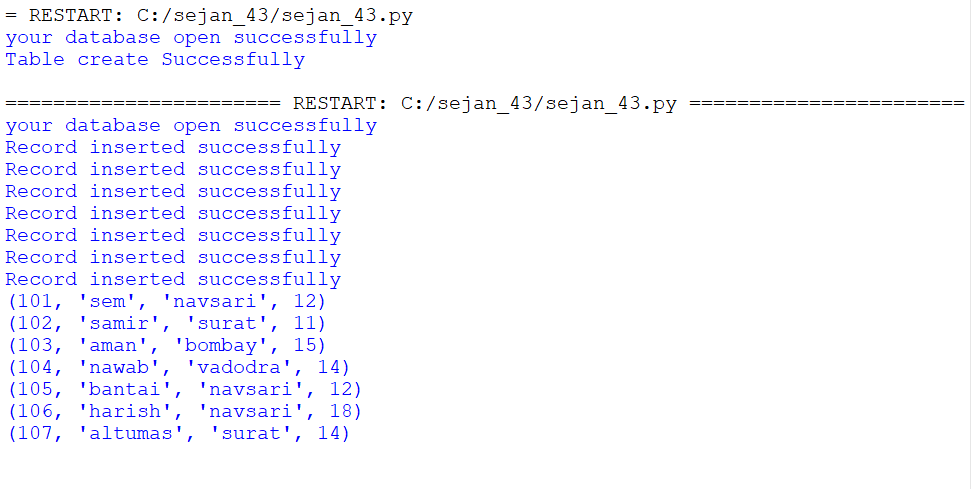 = RESTART: C:/sejan_43/sejan_43.py
your database open successfully
Table create Successfully
======================= RESTART: C:/sejan_43/sejan_43.py =======================
your database open successfully
Record inserted successfully
Record inserted successfully
Record inserted successfully
Record inserted successfully
Record inserted successfully
Record inserted successfully
Record inserted successfully
(101, 'sem', 'navsari', 12)
(102, 'samir', 'surat', 11)
(103, 'aman', 'bombay', 15)
(104, 'nawab', 'vadodra', 14)
(105, 'bantai', 'navsari', 12)
(106, 'harish', 'navsari', 18)
(107, 'altumas', 'surat', 14)